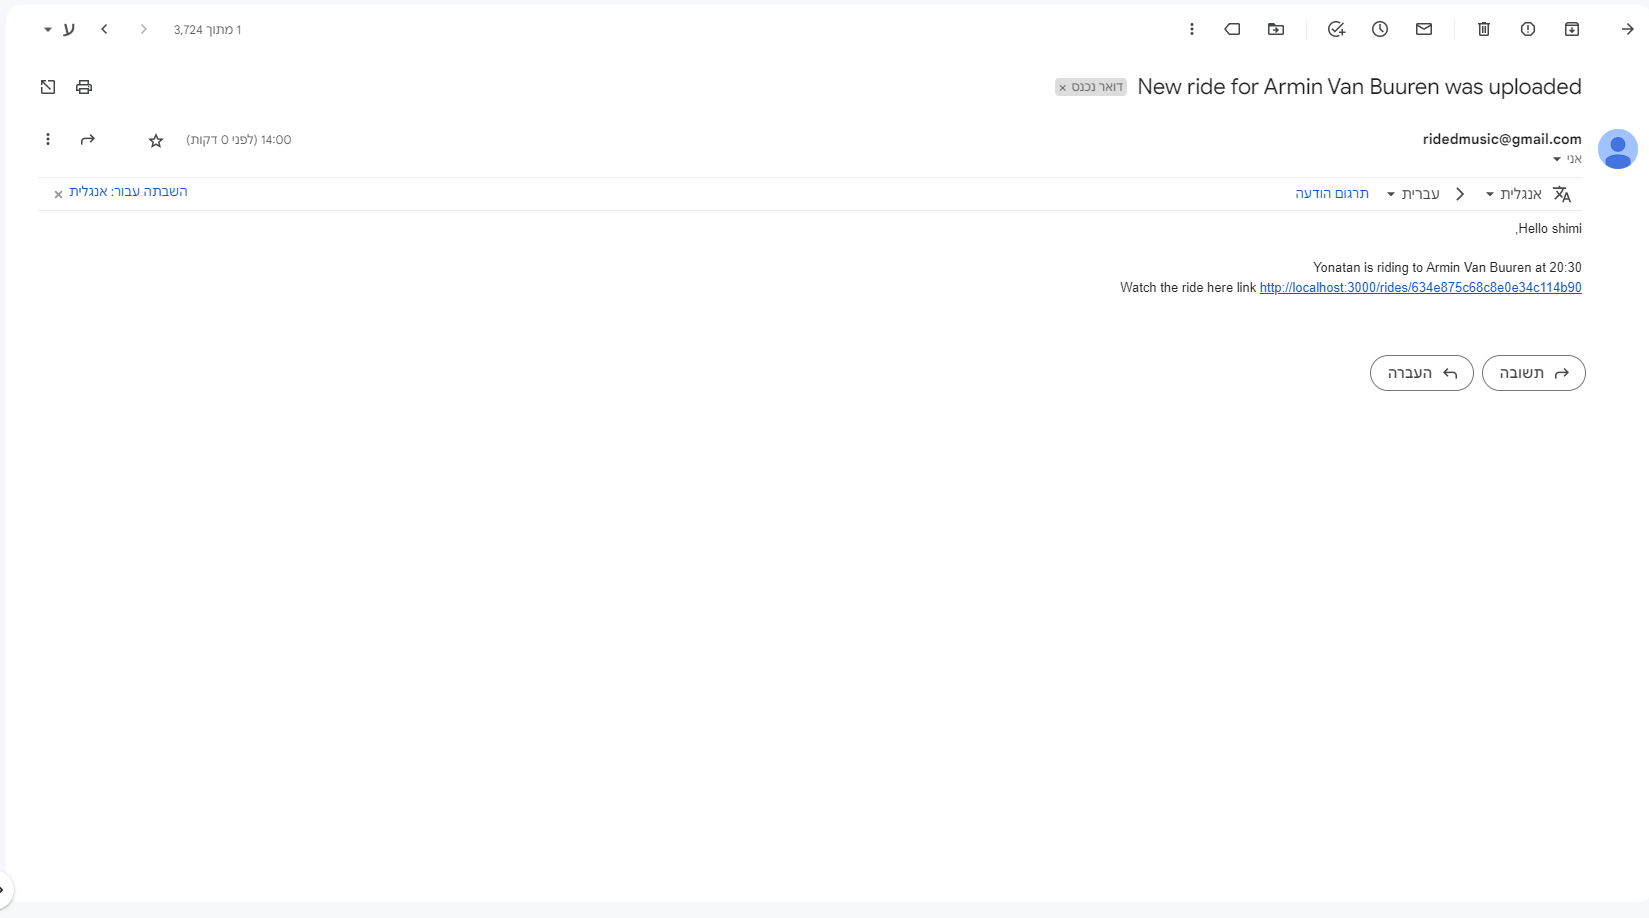 1 מתוך 3,724
ע
New ride for Armin Van Buuren was uploaded
דואר נכנס ×
ridedmusic@gmail.com
14:00 (לפני 0 דקות)
אני
אנגלית
עברית
תרגום הודעה
השבתה עבור: אנגלית ×
,Hello shimi
Yonatan is riding to Armin Van Buuren at 20:30
Watch the ride here link http://localhost:3000/rides/634e875c68c8e0e34c114b90
תשובה
העברה